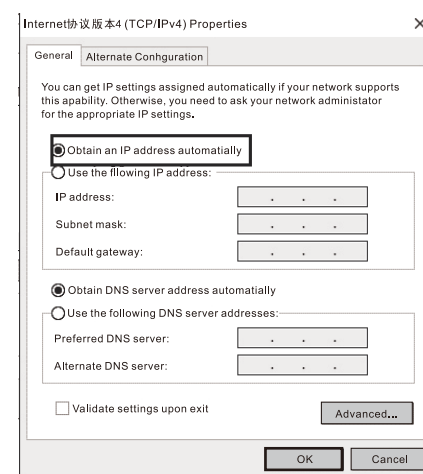 Internet协议版本4 (TCP/IPv4) Properties
General
Alternate Conhguration
You can get IP settings assigned automatically if your network supports
this apability. Otherwise, you need to ask your network administator
for the appropriate IP settings.
Obtain an IP address automatially
Use the fllowing IP address:
IP address:
Subnet mask:
Default gateway:
Obtain DNS server address automatically
Use the following DNS server addresses:
Preferred DNS server:
Alternate DNS server:
Validate settings upon exit
Advanced...
OK
Cancel